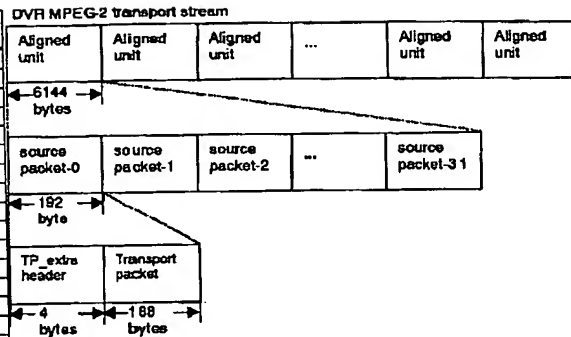 DVR MPEG-2 transport stream
Aligned unit
Aligned unit
Aligned unit
...
Aligned unit
Aligned unit
6144 bytes
source packet-0
source packet-1
source packet-2
...
source packet-31
192 byte
TP_extra header
Transport packet
4 bytes
188 bytes